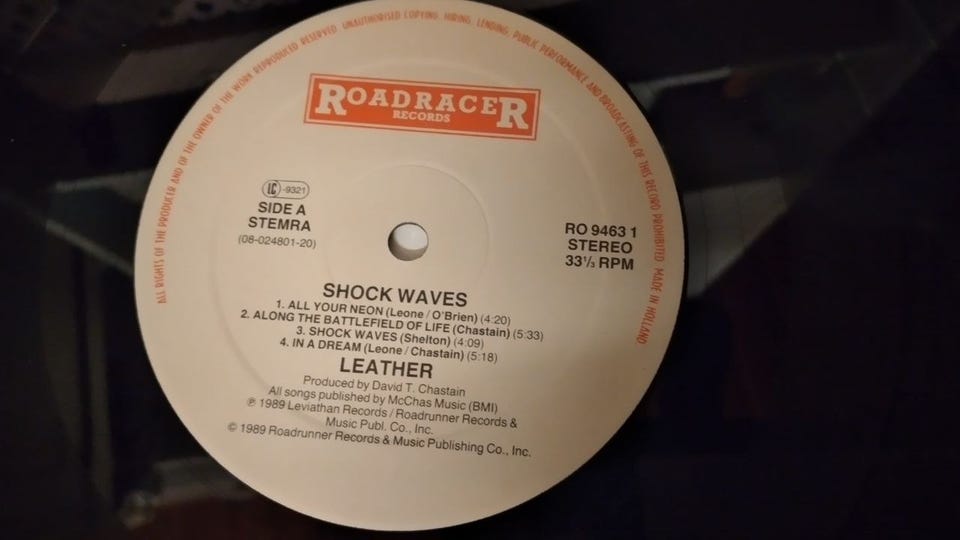 ALL RIGHTS OF THE PRODUCER AND OF THE OWNER OF THE WORK REPRODUCED RESERVED. UNAUTHORISED COPYING, HIRING, LENDING, PUBLIC PERFORMANCE AND BROADCASTING OF THIS RECORD PROHIBITED. MADE IN HOLLAND.
ROADRACER
RECORDS
LC-9321
SIDE A
STEMRA
(08-024801-20)
RO 9463 1
STEREO
33 1/3 RPM
SHOCK WAVES
1. ALL YOUR NEON (Leone / O'Brien) (4:20)
2. ALONG THE BATTLEFIELD OF LIFE (Chastain) (5:33)
3. SHOCK WAVES (Shelton) (4:09)
4. IN A DREAM (Leone / Chastain) (5:18)
LEATHER
Produced by David T. Chastain
All songs published by McChas Music (BMI)
℗ 1989 Leviathan Records / Roadrunner Records &
Music Publ. Co., Inc.
© 1989 Roadrunner Records & Music Publishing Co., Inc.